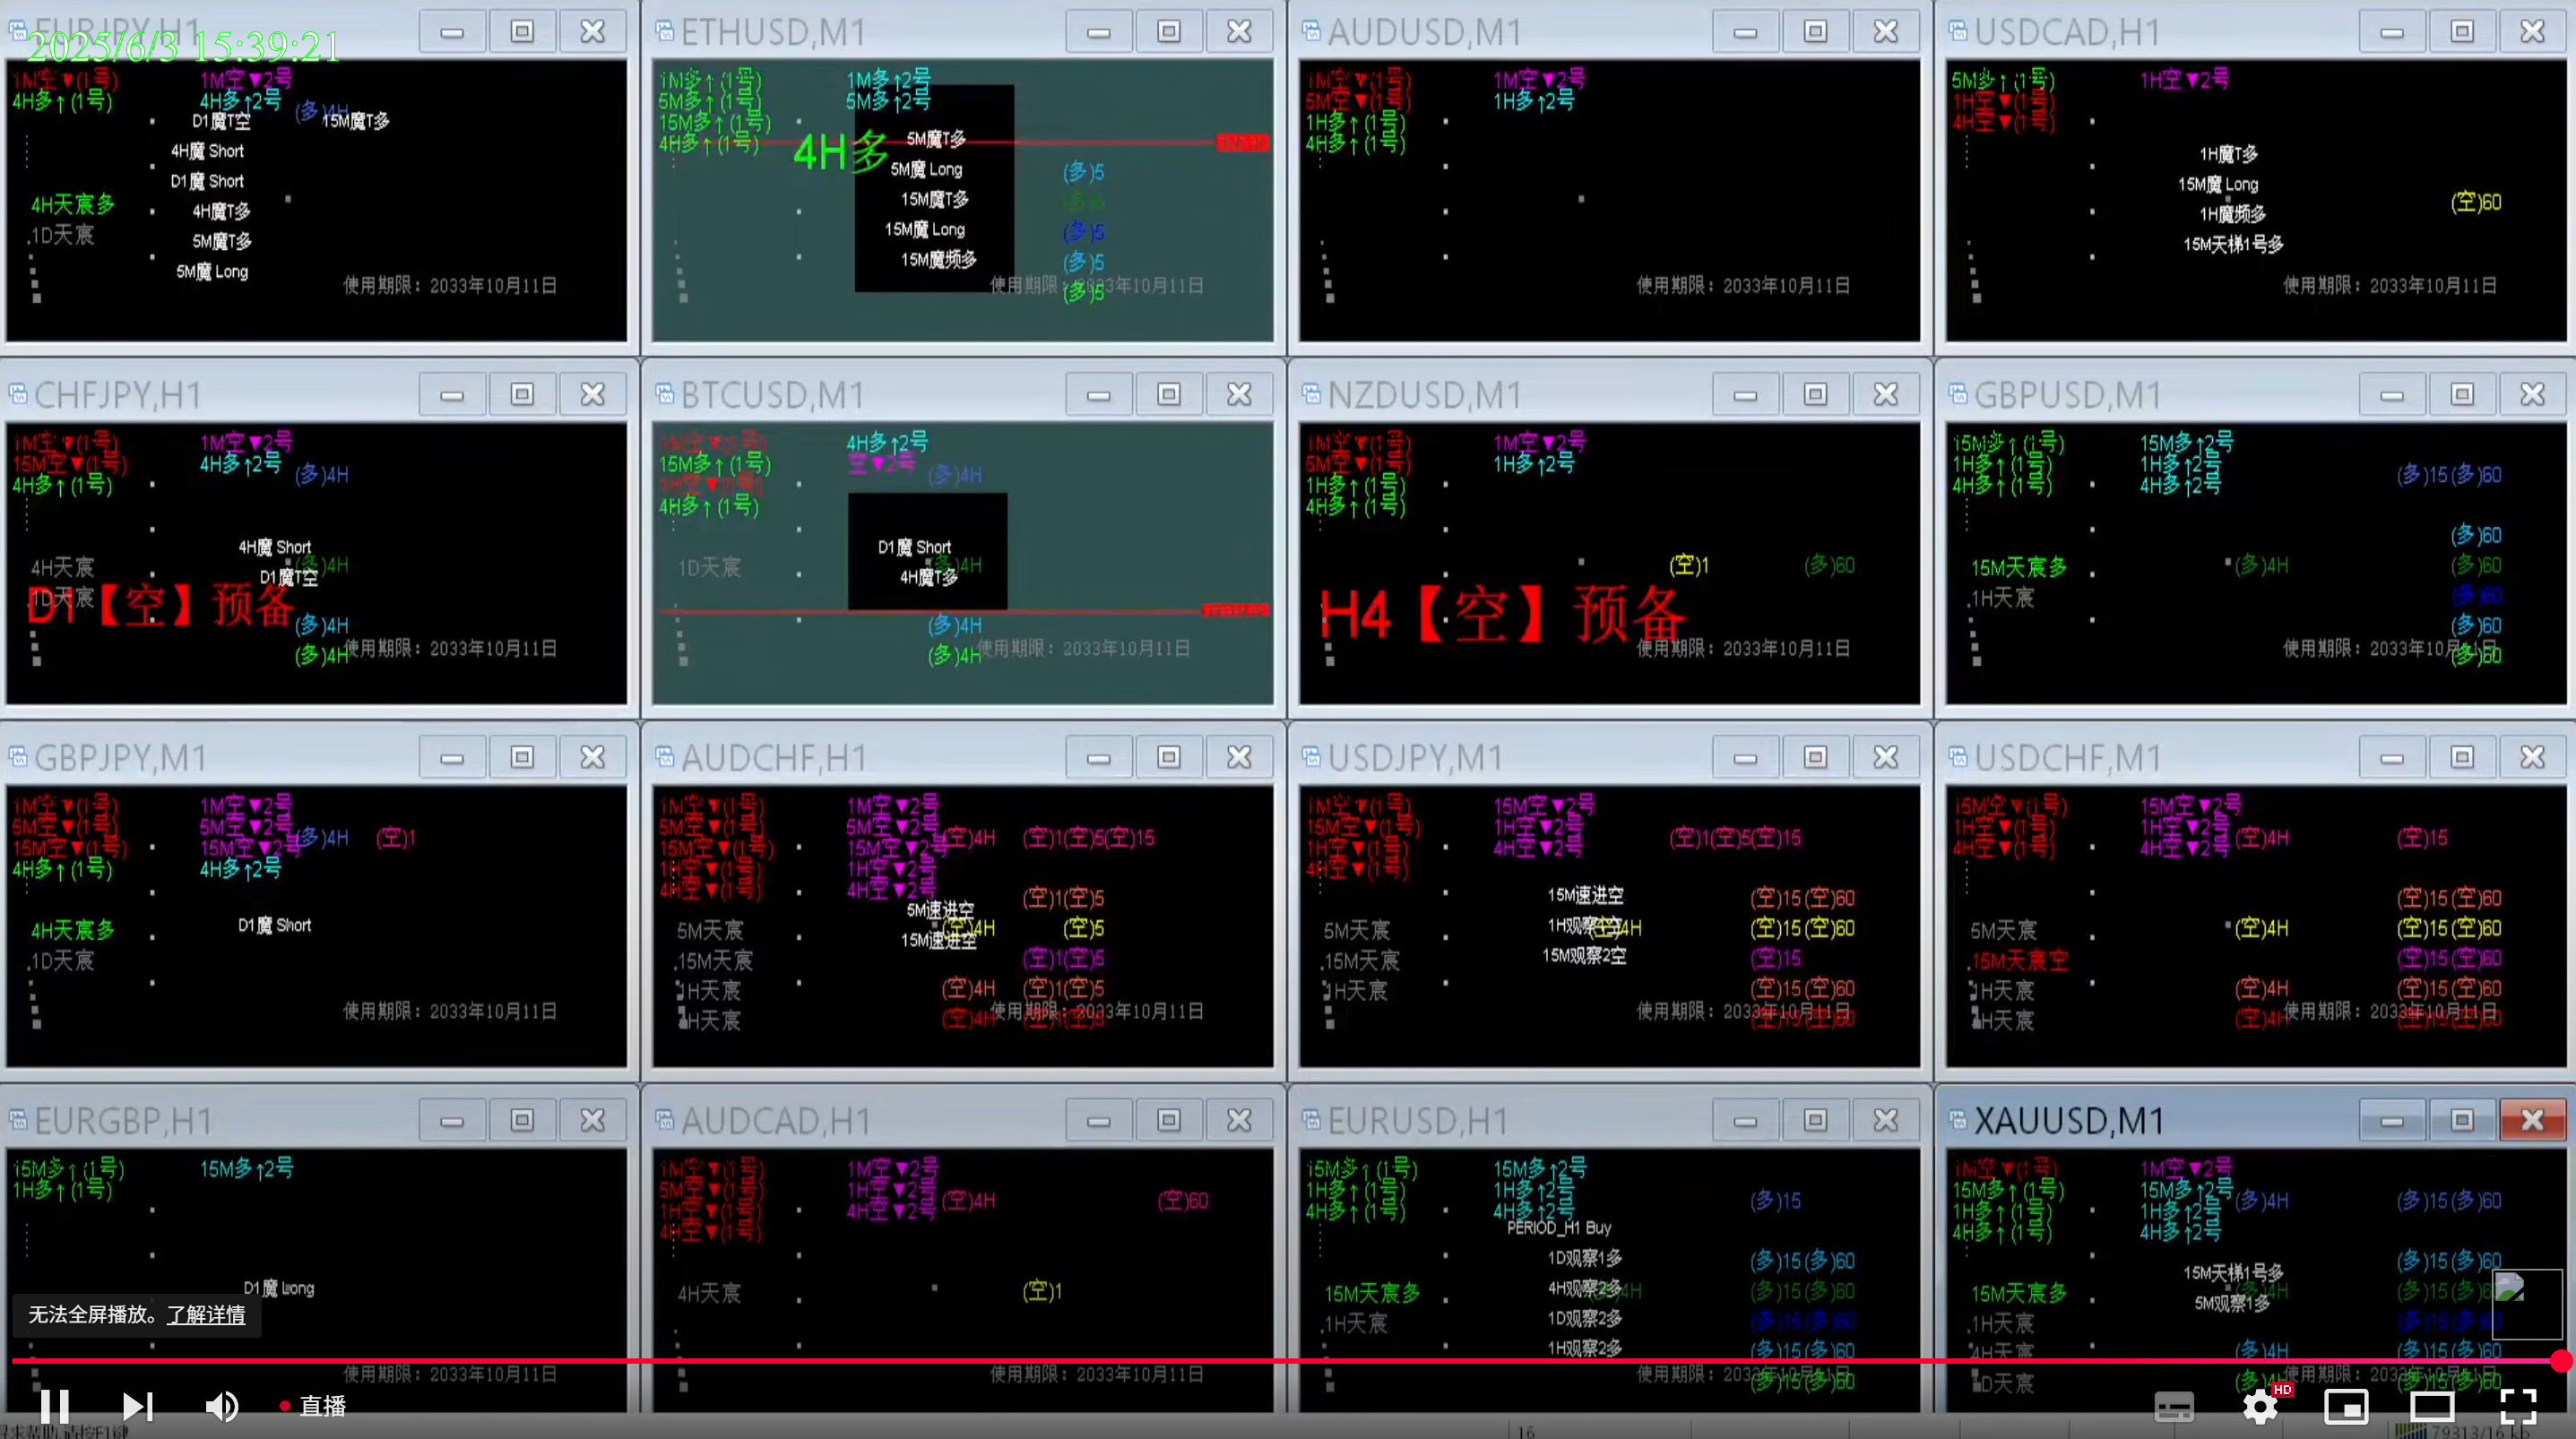 EURJPY,H1
2025/6/3 15:39:21
1M空▼(1号)
4H多↑(1号)
1M空▼2号
4H多↑2号
(多)4H
D1魔T空
15M魔T多
4H魔 Short
D1魔 Short
4H天宸多
4H魔T多
.1D天宸
5M魔T多
5M魔 Long
使用期限：2033年10月11日
ETHUSD,M1
1M多↑(1号)
5M多↑(1号)
15M多↑(1号)
4H多↑(1号)
1M多↑2号
5M多↑2号
4H多
5M魔T多
5M魔 Long
15M魔T多
15M魔 Long
15M魔频多
(多)5
(多)5
(多)5
(多)5
(多)5
使用期限：2033年10月11日
AUDUSD,M1
1M空▼(1号)
5M空▼(1号)
1H多↑(1号)
4H多↑(1号)
1M空▼2号
1H多↑2号
使用期限：2033年10月11日
USDCAD,H1
5M多↑(1号)
1H空▼(1号)
4H空▼(1号)
1H空▼2号
1H魔T多
15M魔 Long
1H魔频多
15M天梯1号多
(空)60
使用期限：2033年10月11日
CHFJPY,H1
1M空▼(1号)
15M空▼(1号)
4H多↑(1号)
1M空▼2号
4H多↑2号
(多)4H
4H魔 Short
4H天宸
(多)4H
D1魔T空
.1D天宸
D1【空】预备
(多)4H
(多)4H
使用期限：2033年10月11日
BTCUSD,M1
1M空▼(1号)
15M多↑(1号)
1H空▼(1号)
4H多↑(1号)
4H多↑2号
空▼2号
(多)4H
D1魔 Short
1D天宸
(多)4H
4H魔T多
(多)4H
(多)4H
使用期限：2033年10月11日
NZDUSD,M1
1M空▼(1号)
5M空▼(1号)
1H多↑(1号)
4H多↑(1号)
1M空▼2号
1H多↑2号
(空)1
(多)60
H4【空】预备
使用期限：2033年10月11日
GBPUSD,M1
15M多↑(1号)
1H多↑(1号)
4H多↑(1号)
15M多↑2号
1H多↑2号
4H多↑2号
(多)15(多)60
(多)60
15M天宸多
(多)4H
(多)60
.1H天宸
(多)60
(多)60
(多)60
使用期限：2033年10月11日
GBPJPY,M1
1M空▼(1号)
5M空▼(1号)
15M空▼(1号)
4H多↑(1号)
1M空▼2号
5M空▼2号
15M空▼2号
4H多↑2号
(多)4H
(空)1
4H天宸多
D1魔 Short
.1D天宸
使用期限：2033年10月11日
AUDCHF,H1
1M空▼(1号)
5M空▼(1号)
15M空▼(1号)
1H空▼(1号)
4H空▼(1号)
1M空▼2号
5M空▼2号
15M空▼2号
1H空▼2号
4H空▼2号
(空)4H
(空)1(空)5(空)15
(空)1(空)5
5M速进空
5M天宸
(空)4H
(空)5
15M速进空
.15M天宸
(空)1(空)5
1H天宸
(空)4H
(空)1(空)5
4H天宸
(空)4H
(空)1(空)5
使用期限：2033年10月11日
USDJPY,M1
1M空▼(1号)
15M空▼(1号)
1H空▼(1号)
4H空▼(1号)
15M空▼2号
1H空▼2号
4H空▼2号
(空)1(空)5(空)15
15M速进空
(空)15(空)60
5M天宸
1H观察2空
(空)4H
(空)15(空)60
15M观察2空
.15M天宸
(空)15
1H天宸
(空)15(空)60
(空)15(空)60
使用期限：2033年10月11日
USDCHF,M1
15M空▼(1号)
1H空▼(1号)
4H空▼(1号)
15M空▼2号
1H空▼2号
4H空▼2号
(空)4H
(空)15
(空)15(空)60
5M天宸
(空)4H
(空)15(空)60
.15M天宸空
(空)15(空)60
1H天宸
(空)4H
(空)15(空)60
4H天宸
(空)4H
(空)15(空)60
使用期限：2033年10月11日
EURGBP,H1
15M多↑(1号)
1H多↑(1号)
15M多↑2号
D1魔 Long
无法全屏播放。了解详情
使用期限：2033年10月11日
AUDCAD,H1
1M空▼(1号)
5M空▼(1号)
1H空▼(1号)
4H空▼(1号)
1M空▼2号
1H空▼2号
4H空▼2号
(空)4H
(空)60
4H天宸
(空)1
使用期限：2033年10月11日
EURUSD,H1
15M多↑(1号)
1H多↑(1号)
4H多↑(1号)
15M多↑2号
1H多↑2号
4H多↑2号
(多)15
PERIOD_H1 Buy
1D观察1多
(多)15(多)60
15M天宸多
4H观察2多
(多)15(多)60
.1H天宸
1D观察2多
(多)15(多)60
1H观察2多
(多)15(多)60
(多)15(多)60
使用期限：2033年10月11日
XAUUSD,M1
1M空▼(1号)
15M多↑(1号)
1H多↑(1号)
4H多↑(1号)
1M空▼2号
15M多↑2号
1H多↑2号
4H多↑2号
(多)4H
(多)15(多)60
(多)15(多)60
15M天梯1号多
15M天宸多
5M观察1多
.1H天宸
4H天宸
(多)4H
(多)15(多)60
1D天宸
(多)4H
(多)15(多)60
使用期限：2033年10月11日
直播
HD
16
79313/16 kb